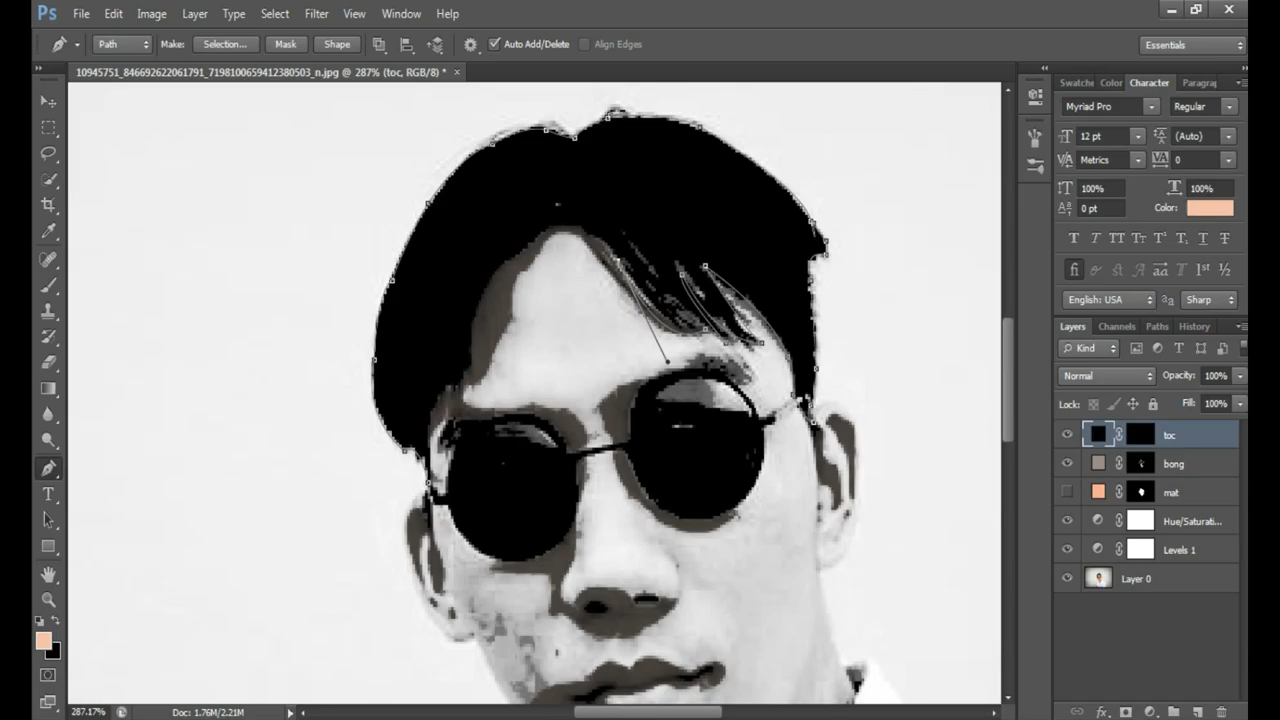 Ps File Edit Image Layer Type Select Filter View Window Help
Path Make: Selection... Mask Shape Auto Add/Delete Align Edges Essentials
10945751_846692622061791_7198100659412380503_n.jpg @ 287% (toc, RGB/8) *
Swatche Color Character Paragrap
Myriad Pro Regular
12 pt (Auto)
Metrics 0
100% 100%
0 pt Color:
T T TT Tt T¹ T₁ T T
fi 1st ½
English: USA aa Sharp
Layers Channels Paths History
Kind
Normal Opacity: 100%
Lock: Fill: 100%
toc
bong
mat
Hue/Saturati...
Levels 1
Layer 0
287.17% Doc: 1.76M/2.21M